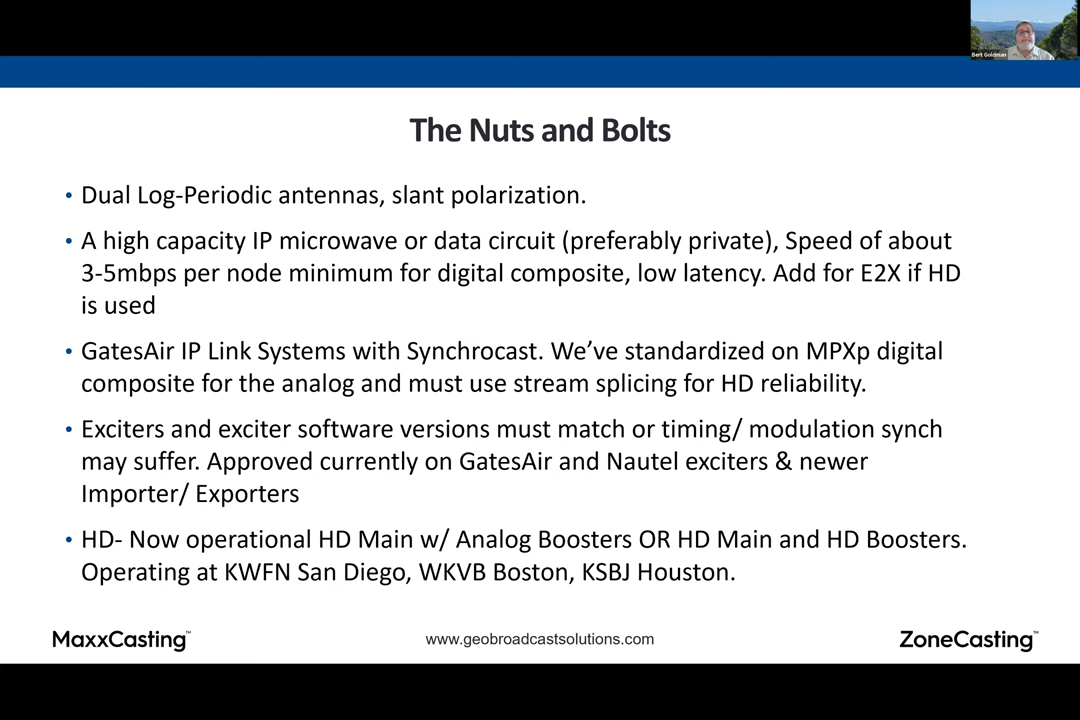 Bert Goldman
The Nuts and Bolts
• Dual Log-Periodic antennas, slant polarization.
• A high capacity IP microwave or data circuit (preferably private), Speed of about
3-5mbps per node minimum for digital composite, low latency. Add for E2X if HD
is used
• GatesAir IP Link Systems with Synchrocast. We’ve standardized on MPXp digital
composite for the analog and must use stream splicing for HD reliability.
• Exciters and exciter software versions must match or timing/ modulation synch
may suffer. Approved currently on GatesAir and Nautel exciters & newer
Importer/ Exporters
• HD- Now operational HD Main w/ Analog Boosters OR HD Main and HD Boosters.
Operating at KWFN San Diego, WKVB Boston, KSBJ Houston.
MaxxCasting™
www.geobroadcastsolutions.com
ZoneCasting™